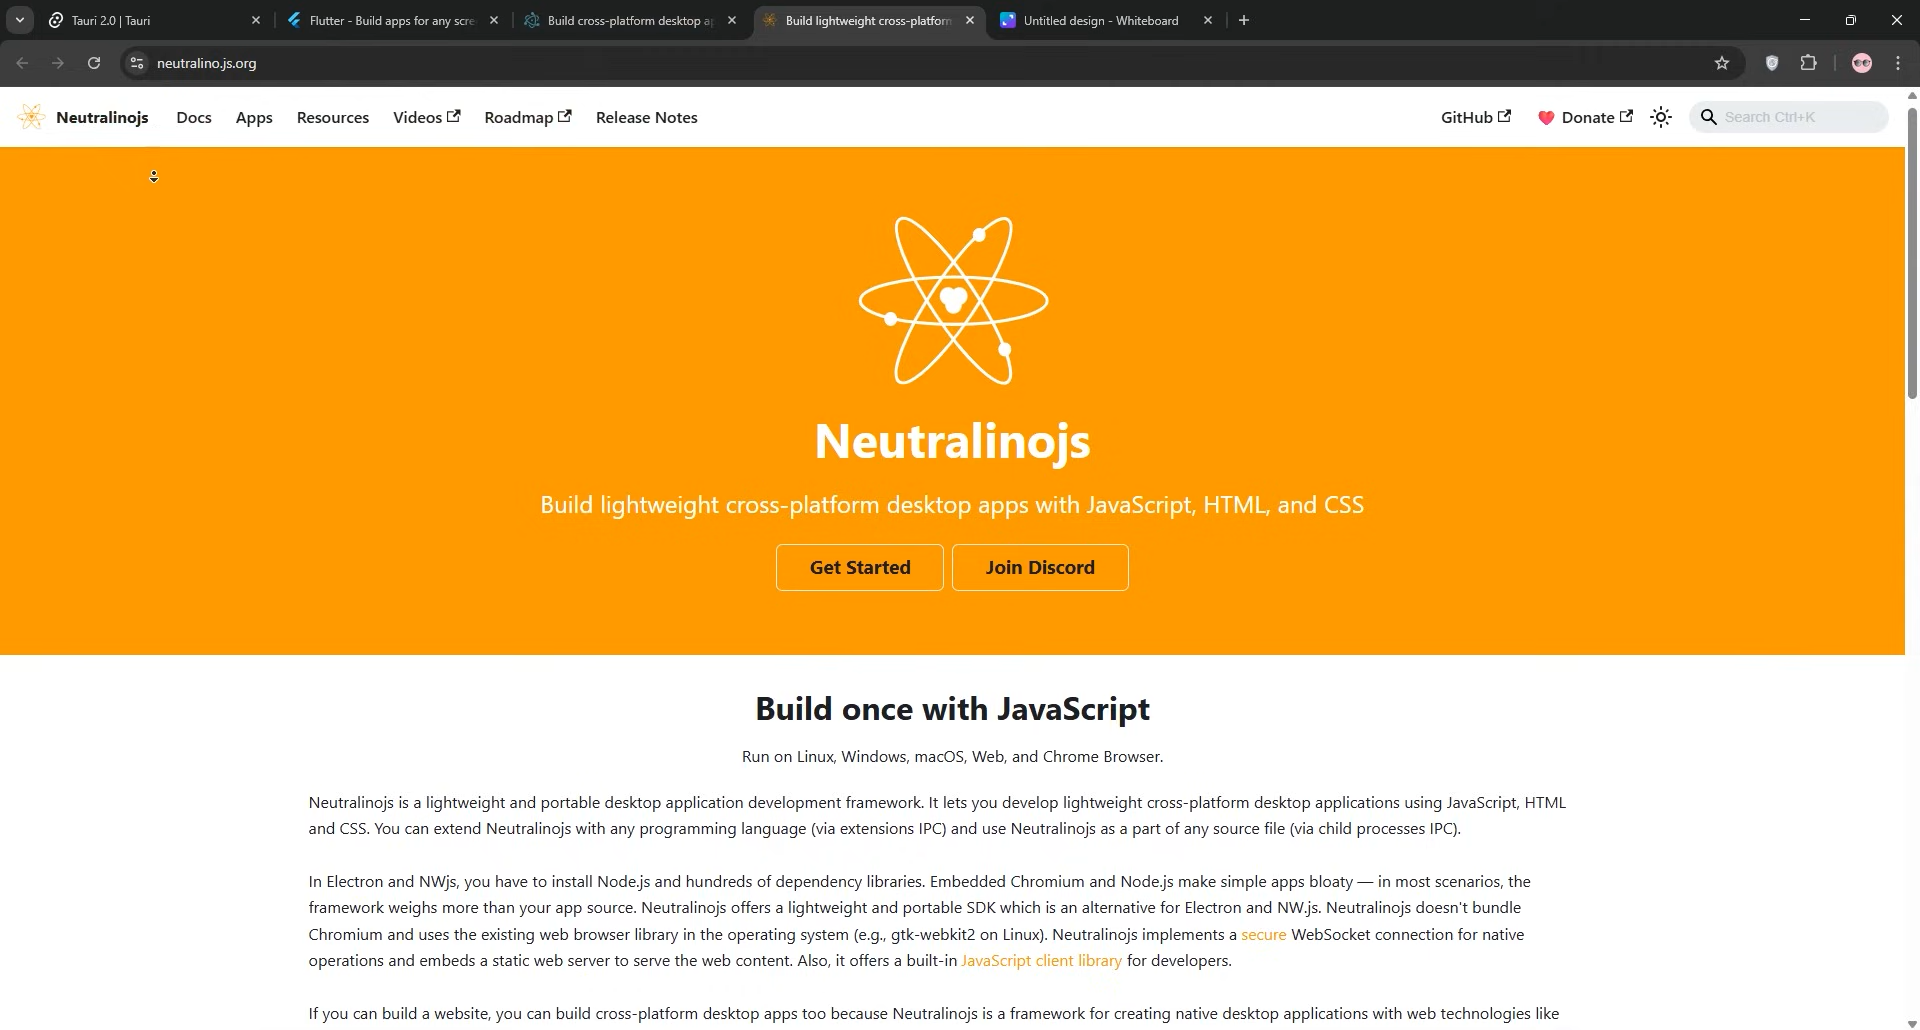 Tauri 2.0 | Tauri
Flutter - Build apps for any scre
Build cross-platform desktop ap
Build lightweight cross-platform
Untitled design - Whiteboard
neutralino.js.org
Neutralinojs
Docs
Apps
Resources
Videos
Roadmap
Release Notes
GitHub
Donate
Search Ctrl+K
Neutralinojs
Build lightweight cross-platform desktop apps with JavaScript, HTML, and CSS
Get Started
Join Discord
Build once with JavaScript
Run on Linux, Windows, macOS, Web, and Chrome Browser.
Neutralinojs is a lightweight and portable desktop application development framework. It lets you develop lightweight cross-platform desktop applications using JavaScript, HTML
and CSS. You can extend Neutralinojs with any programming language (via extensions IPC) and use Neutralinojs as a part of any source file (via child processes IPC).
In Electron and NWjs, you have to install Node.js and hundreds of dependency libraries. Embedded Chromium and Node.js make simple apps bloaty — in most scenarios, the
framework weighs more than your app source. Neutralinojs offers a lightweight and portable SDK which is an alternative for Electron and NW.js. Neutralinojs doesn't bundle
Chromium and uses the existing web browser library in the operating system (e.g., gtk-webkit2 on Linux). Neutralinojs implements a secure WebSocket connection for native
operations and embeds a static web server to serve the web content. Also, it offers a built-in JavaScript client library for developers.
If you can build a website, you can build cross-platform desktop apps too because Neutralinojs is a framework for creating native desktop applications with web technologies like